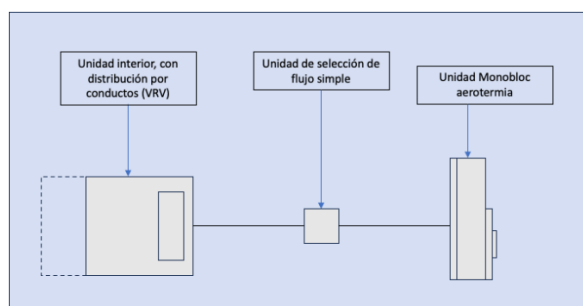 Unidad interior, con
distribución por
conductos (VRV)
Unidad de selección de
flujo simple
Unidad Monobloc
aerotermia